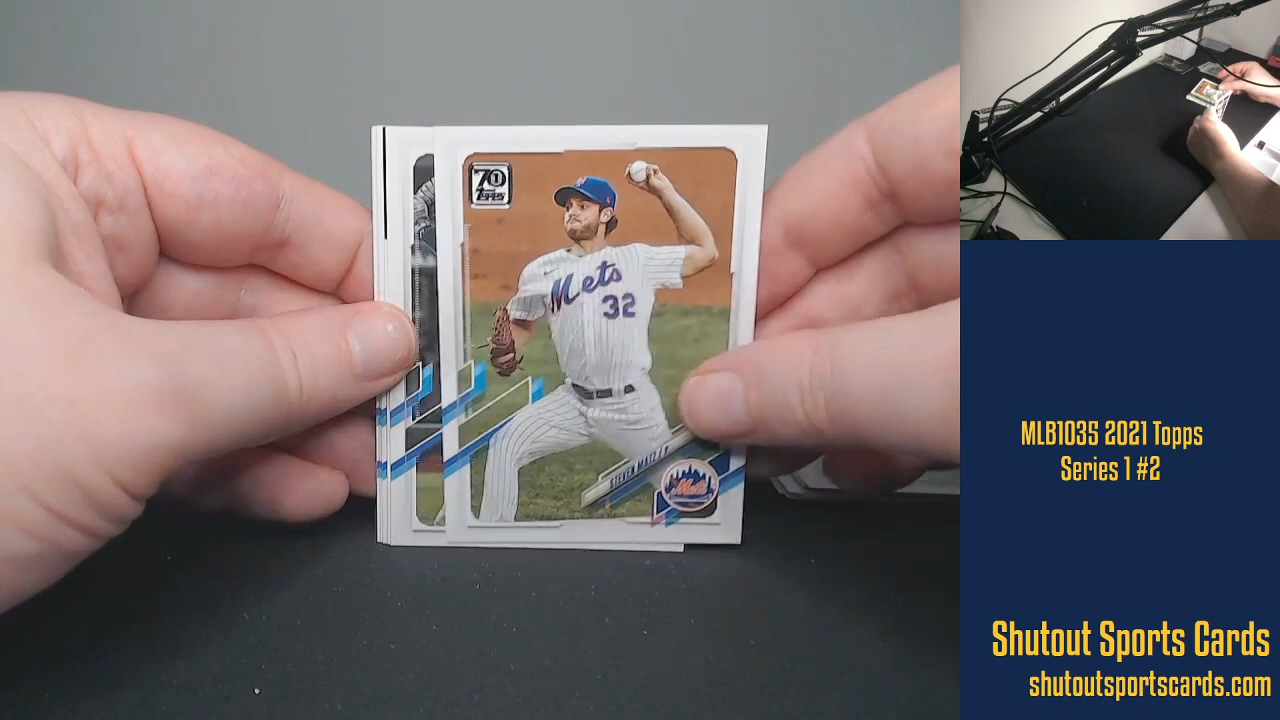 70
Topps
Mets
32
STEVEN MATZ / P
Mets
MLB1035 2021 Topps
Series 1 #2
Shutout Sports Cards
shutoutsportscards.com